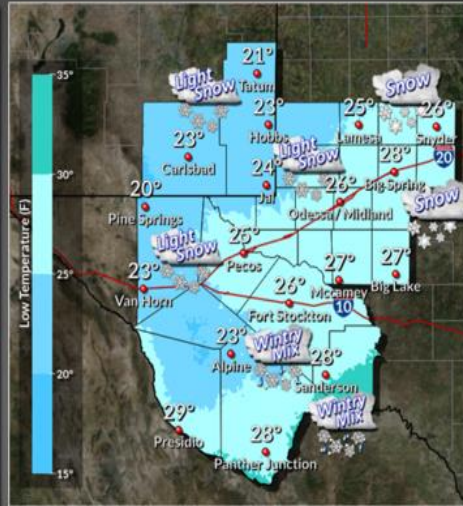 35°
30°
25°
20°
15°
Low Temperature (F)
21°
Tatum
Light
Snow
Snow
23°
Hobbs
25°
Lamesa
26°
Snyder
23°
Carlsbad
Light
Snow
24°
Jal
28°
Big Spring
20
20°
Pine Springs
26°
Odessa / Midland
Snow
Light
Snow
25°
Pecos
23°
Van Horn
27°
Mccamey
27°
Big Lake
26°
Fort Stockton
10
23°
Alpine
Wintry
Mix
28°
Sanderson
Wintry
Mix
29°
Presidio
28°
Panther Junction